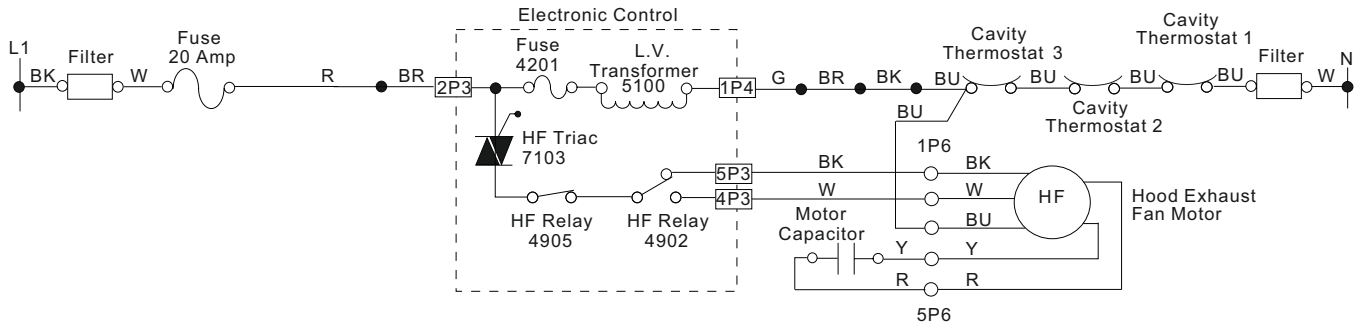 Electronic Control
L1
BK
Filter
W
Fuse
20 Amp
R
BR
2P3
Fuse
4201
L.V.
Transformer
5100
1P4
G
BR
BK
BU
Cavity
Thermostat 3
BU
Cavity
Thermostat 2
BU
Cavity
Thermostat 1
BU
Filter
W
N
BU
HF Triac
7103
HF Relay
4905
HF Relay
4902
5P3
4P3
BK
W
1P6
BK
W
BU
HF
Hood Exhaust
Fan Motor
Motor
Capacitor
Y
Y
R
R
5P6